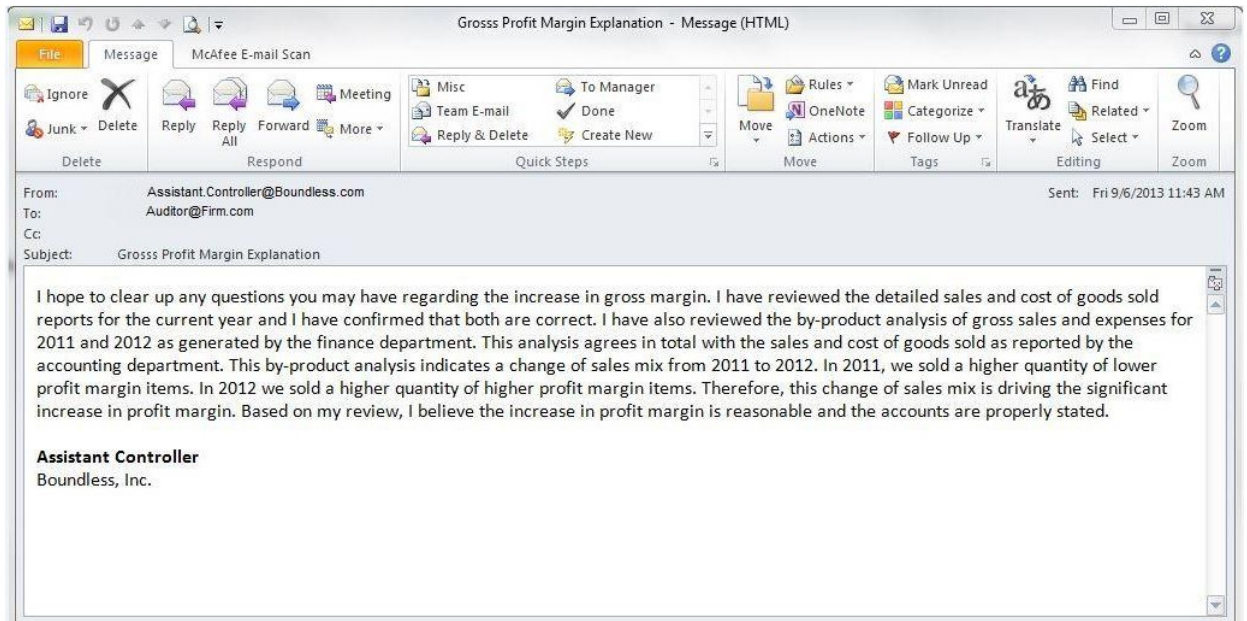 Grosss Profit Margin Explanation - Message (HTML)
File Message McAfee E-mail Scan
Ignore
Junk
Delete
Delete
Reply
Reply All
Forward
Meeting
More
Respond
Misc
Team E-mail
Reply & Delete
To Manager
Done
Create New
Quick Steps
Move
Rules
OneNote
Actions
Move
Mark Unread
Categorize
Follow Up
Tags
Translate
Find
Related
Select
Editing
Zoom
Zoom
From: Assistant.Controller@Boundless.com Sent: Fri 9/6/2013 11:43 AM
To: Auditor@Firm.com
Cc:
Subject: Grosss Profit Margin Explanation
I hope to clear up any questions you may have regarding the increase in gross margin. I have reviewed the detailed sales and cost of goods sold
reports for the current year and I have confirmed that both are correct. I have also reviewed the by-product analysis of gross sales and expenses for
2011 and 2012 as generated by the finance department. This analysis agrees in total with the sales and cost of goods sold as reported by the
accounting department. This by-product analysis indicates a change of sales mix from 2011 to 2012. In 2011, we sold a higher quantity of lower
profit margin items. In 2012 we sold a higher quantity of higher profit margin items. Therefore, this change of sales mix is driving the significant
increase in profit margin. Based on my review, I believe the increase in profit margin is reasonable and the accounts are properly stated.
Assistant Controller
Boundless, Inc.